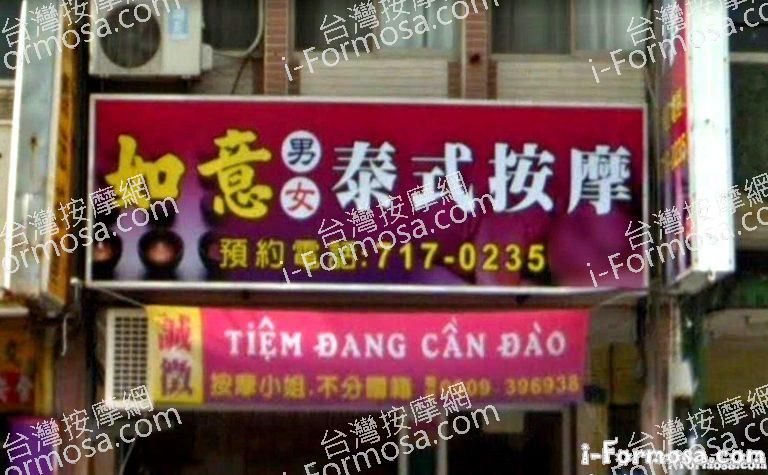 如意男女泰式按摩
預約電話:717-0235
誠徵
TIỆM ĐANG CẦN ĐÀO
按摩小姐.不分國籍
09 396938
台灣按摩網
i-Formosa.com